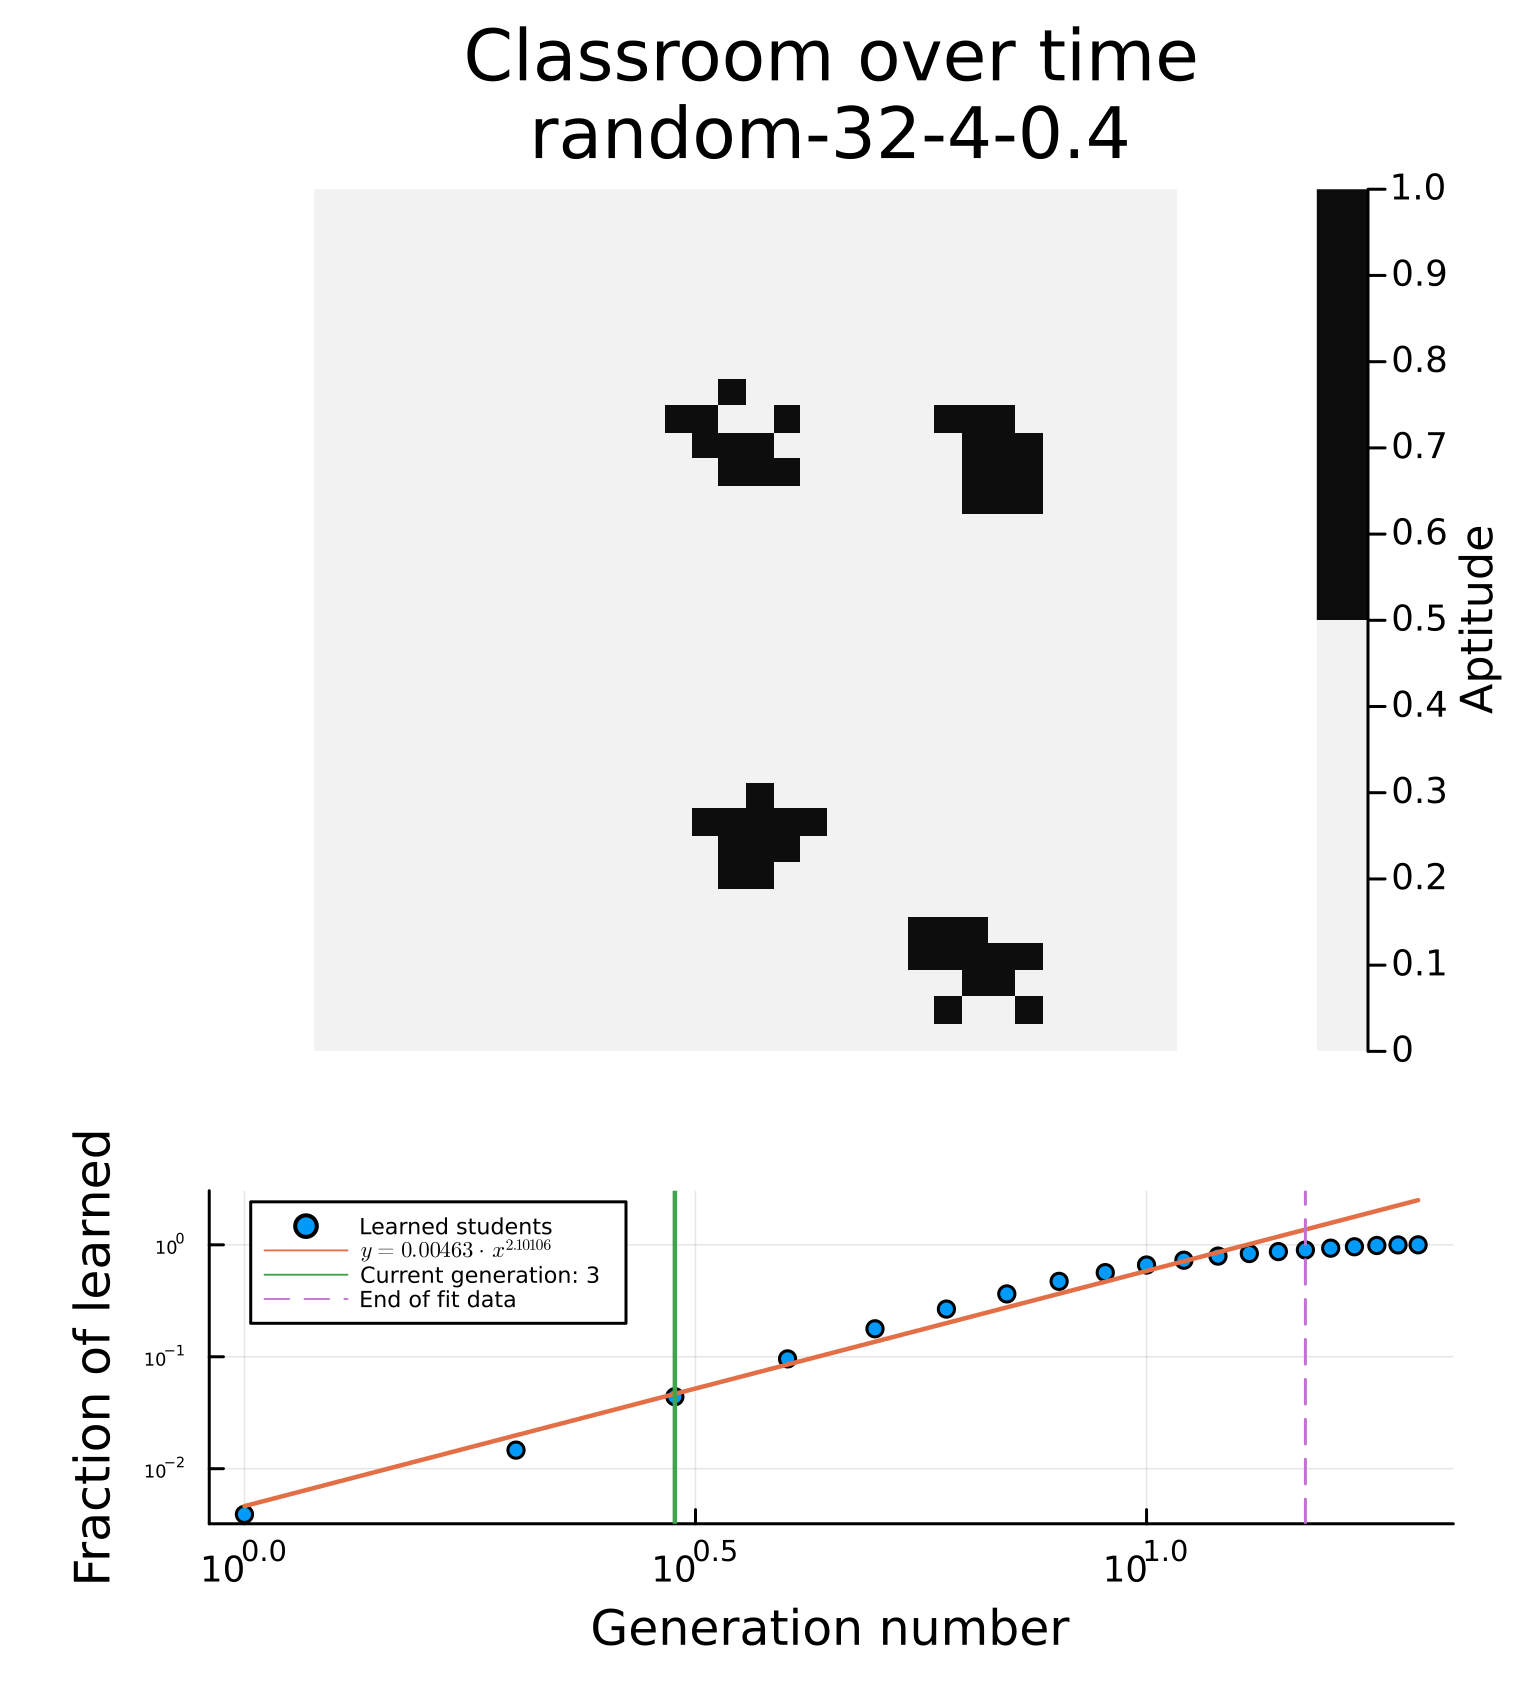 Classroom over time
random-32-4-0.4
1.0
0.9
0.8
0.7
0.6
0.5
0.4
0.3
0.2
0.1
0
Aptitude
Fraction of learned
10⁰
10⁻¹
10⁻²
Learned students
y = 0.00463 · x^2.10106
Current generation: 3
End of fit data
10^0.0
10^0.5
10^1.0
Generation number